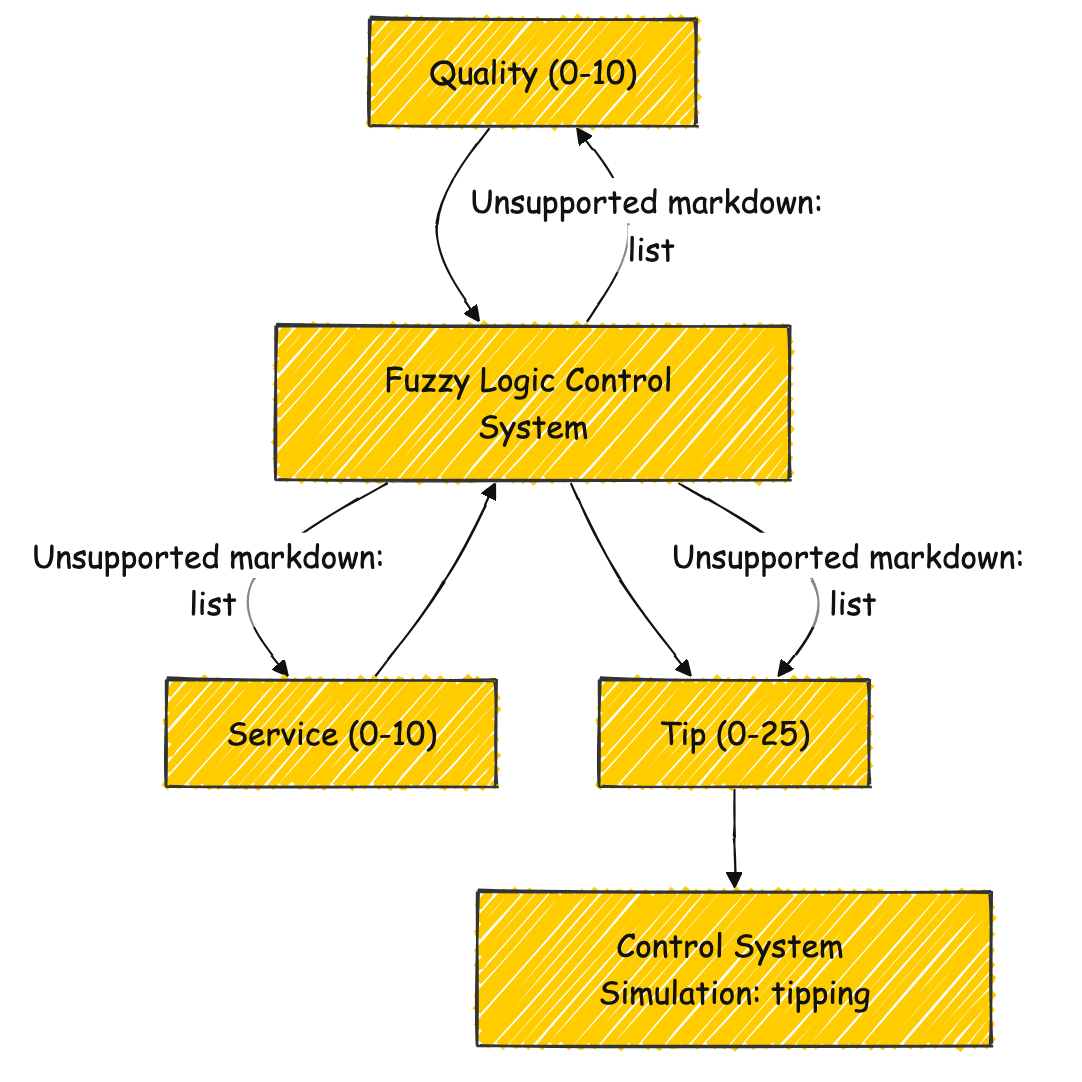 Quality (0-10)
Unsupported markdown:
list
Fuzzy Logic Control
System
Unsupported markdown:
list
Unsupported markdown:
list
Service (0-10)
Tip (0-25)
Control System
Simulation: tipping